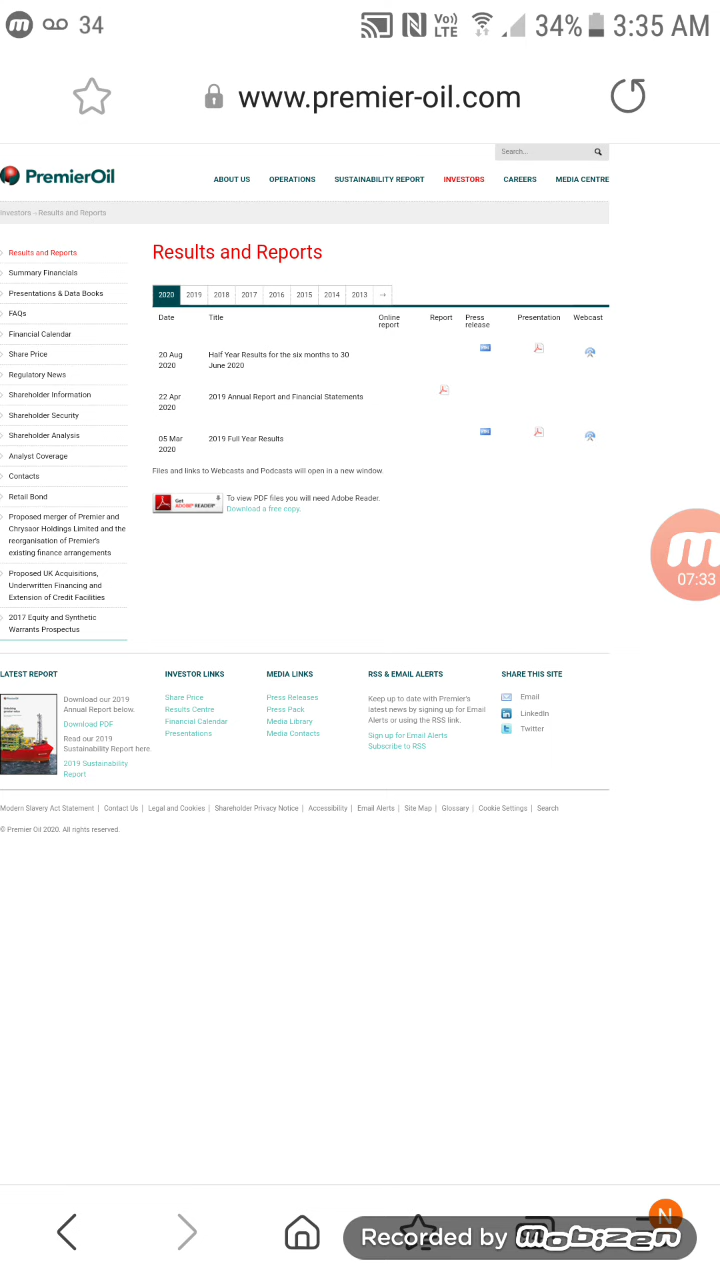 34 Vo)) LTE 34% 3:35 AM
www.premier-oil.com
Search...
PremierOil
ABOUT US OPERATIONS SUSTAINABILITY REPORT INVESTORS CAREERS MEDIA CENTRE
Investors → Results and Reports
Results and Reports
Summary Financials
Presentations & Data Books
FAQs
Financial Calendar
Share Price
Regulatory News
Shareholder Information
Shareholder Security
Shareholder Analysis
Analyst Coverage
Contacts
Retail Bond
Proposed merger of Premier and
Chrysaor Holdings Limited and the
reorganisation of Premier's
existing finance arrangements
Proposed UK Acquisitions,
Underwritten Financing and
Extension of Credit Facilities
2017 Equity and Synthetic
Warrants Prospectus
Results and Reports
2020 2019 2018 2017 2016 2015 2014 2013 →
Date Title Online report Report Press release Presentation Webcast
20 Aug 2020 Half Year Results for the six months to 30
June 2020
22 Apr 2020 2019 Annual Report and Financial Statements
05 Mar 2020 2019 Full Year Results
Files and links to Webcasts and Podcasts will open in a new window.
Get ADOBE® READER®
To view PDF files you will need Adobe Reader.
Download a free copy.
07:33
LATEST REPORT
Download our 2019
Annual Report below.
Download PDF
Read our 2019
Sustainability Report here.
2019 Sustainability
Report
INVESTOR LINKS
Share Price
Results Centre
Financial Calendar
Presentations
MEDIA LINKS
Press Releases
Press Pack
Media Library
Media Contacts
RSS & EMAIL ALERTS
Keep up to date with Premier's
latest news by signing up for Email
Alerts or using the RSS link.
Sign up for Email Alerts
Subscribe to RSS
SHARE THIS SITE
Email
LinkedIn
Twitter
Modern Slavery Act Statement | Contact Us | Legal and Cookies | Shareholder Privacy Notice | Accessibility | Email Alerts | Site Map | Glossary | Cookie Settings | Search
© Premier Oil 2020. All rights reserved.
N
Recorded by mobizen